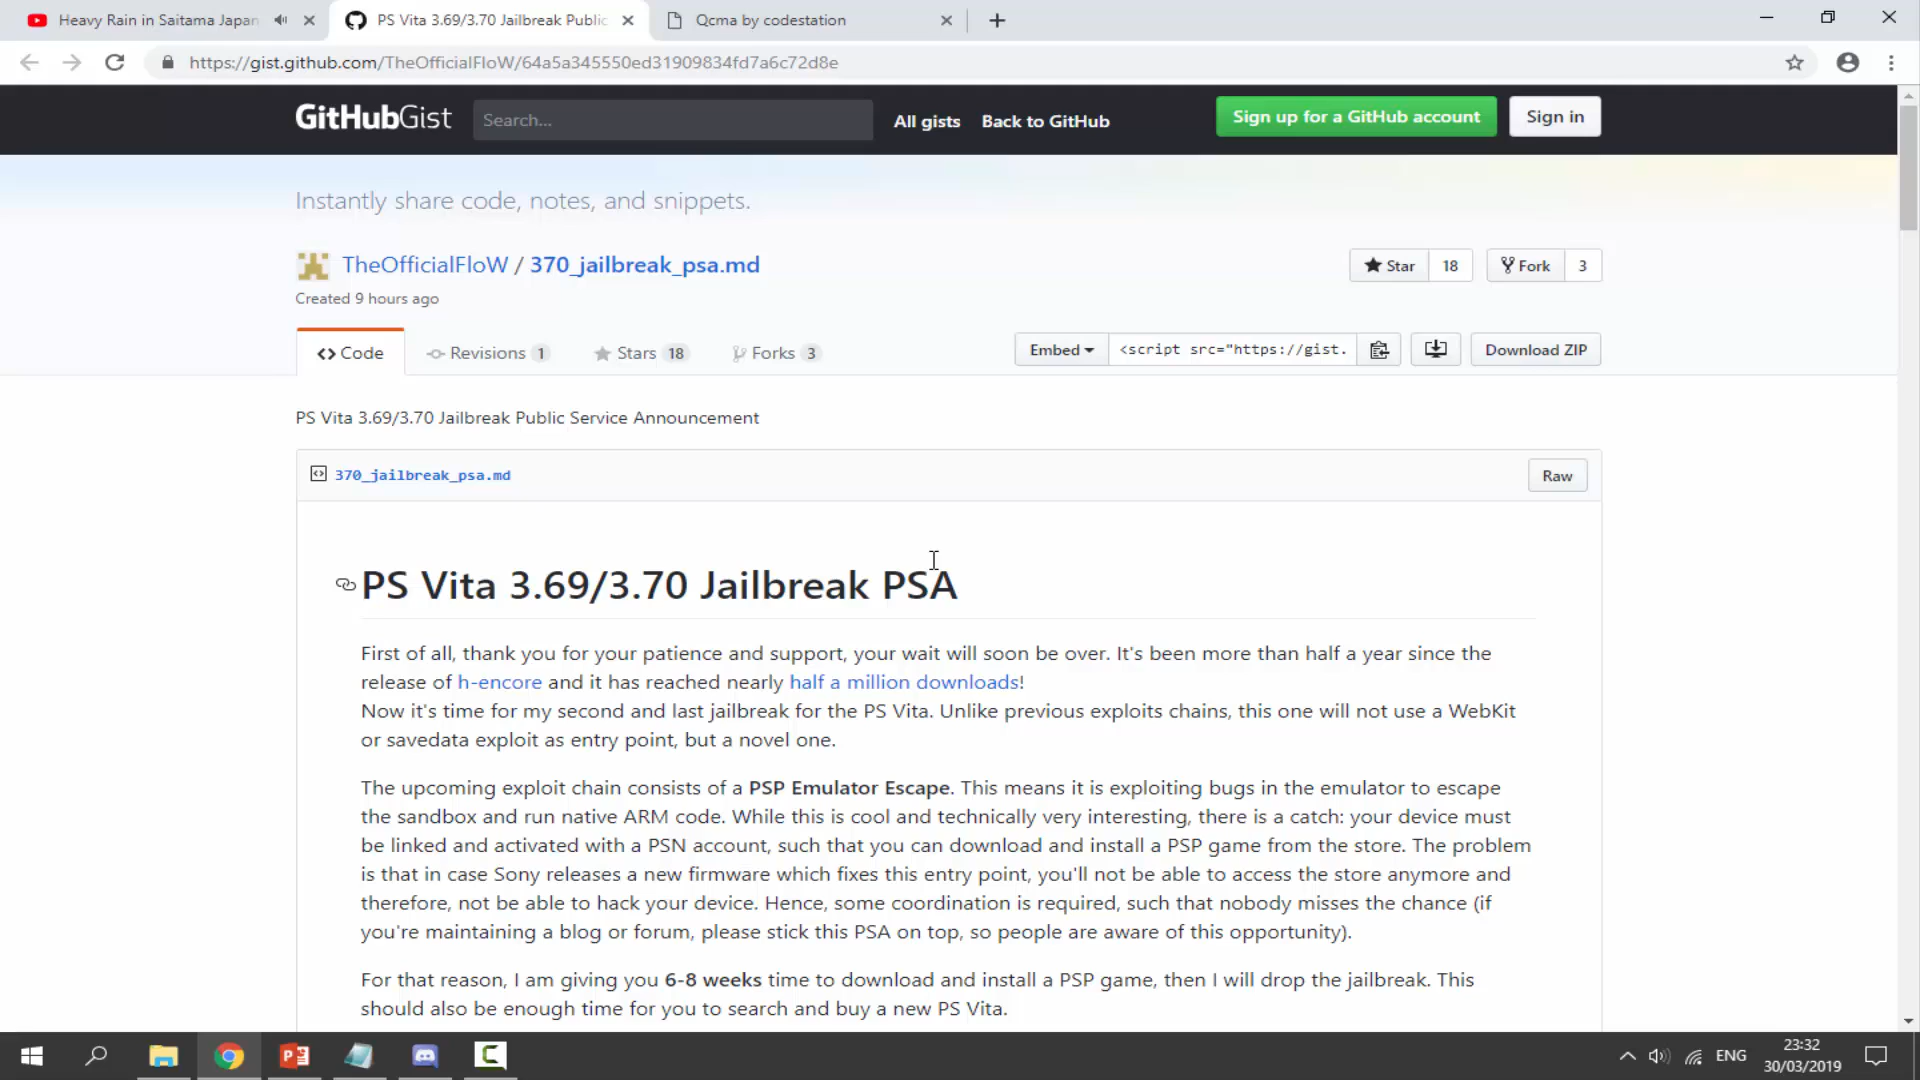 Heavy Rain in Saitama Japan
PS Vita 3.69/3.70 Jailbreak Public
Qcma by codestation
https://gist.github.com/TheOfficialFloW/64a5a345550ed31909834fd7a6c72d8e
GitHubGist
Search...
All gists
Back to GitHub
Sign up for a GitHub account
Sign in
Instantly share code, notes, and snippets.
TheOfficialFloW / 370_jailbreak_psa.md
Star 18
Fork 3
Created 9 hours ago
Code
Revisions 1
Stars 18
Forks 3
Embed
<script src="https://gist.
Download ZIP
PS Vita 3.69/3.70 Jailbreak Public Service Announcement
370_jailbreak_psa.md
Raw
PS Vita 3.69/3.70 Jailbreak PSA
First of all, thank you for your patience and support, your wait will soon be over. It's been more than half a year since the
release of h-encore and it has reached nearly half a million downloads!
Now it's time for my second and last jailbreak for the PS Vita. Unlike previous exploits chains, this one will not use a WebKit
or savedata exploit as entry point, but a novel one.
The upcoming exploit chain consists of a PSP Emulator Escape. This means it is exploiting bugs in the emulator to escape
the sandbox and run native ARM code. While this is cool and technically very interesting, there is a catch: your device must
be linked and activated with a PSN account, such that you can download and install a PSP game from the store. The problem
is that in case Sony releases a new firmware which fixes this entry point, you'll not be able to access the store anymore and
therefore, not be able to hack your device. Hence, some coordination is required, such that nobody misses the chance (if
you're maintaining a blog or forum, please stick this PSA on top, so people are aware of this opportunity).
For that reason, I am giving you 6-8 weeks time to download and install a PSP game, then I will drop the jailbreak. This
should also be enough time for you to search and buy a new PS Vita.
ENG
23:32
30/03/2019